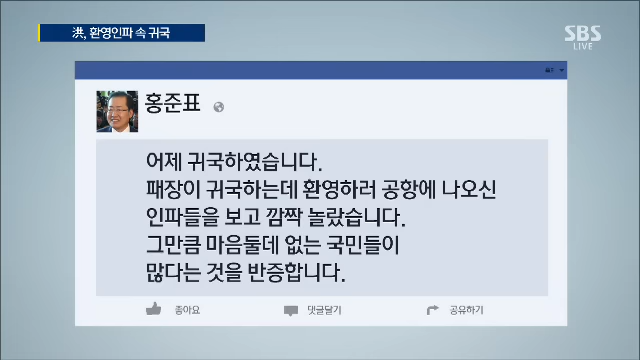 洪, 환영인파 속 귀국
SBS
LIVE
홍준표
어제 귀국하였습니다.
패장이 귀국하는데 환영하러 공항에 나오신
인파들을 보고 깜짝 놀랐습니다.
그만큼 마음둘데 없는 국민들이
많다는 것을 반증합니다.
좋아요 댓글달기 공유하기